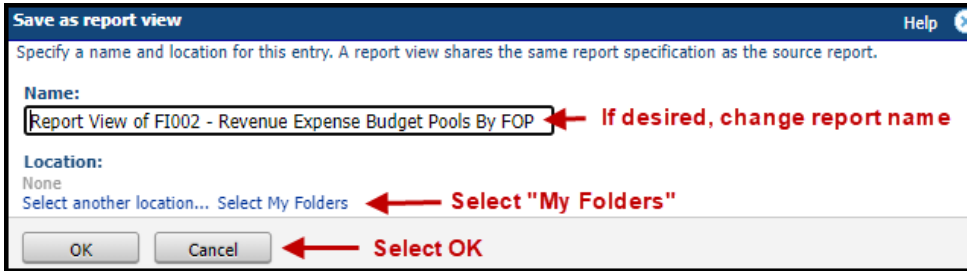 Save as report view Help
Specify a name and location for this entry. A report view shares the same report specification as the source report.
Name:
Report View of FI002 - Revenue Expense Budget Pools By FOP If desired, change report name
Location:
None
Select another location... Select My Folders Select "My Folders"
OK Cancel Select OK